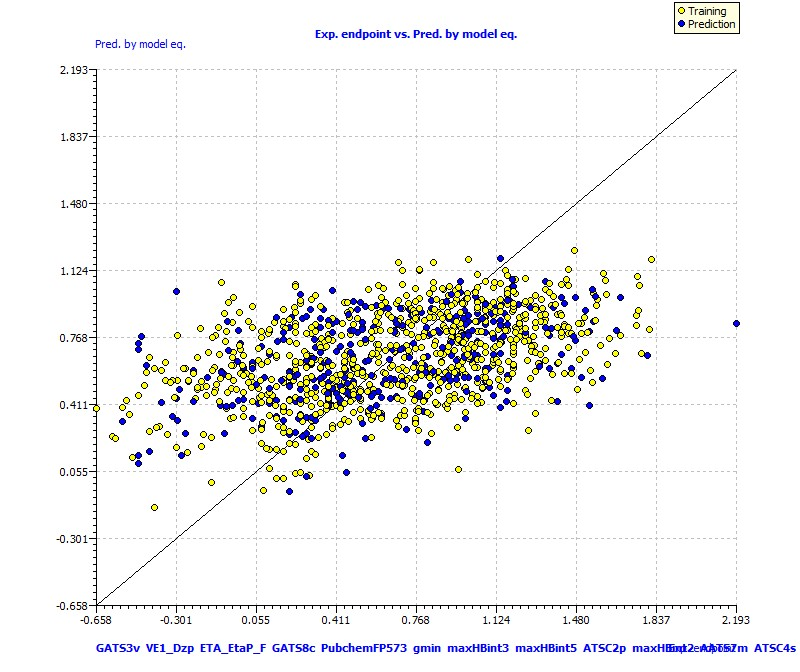 Training
Prediction
Exp. endpoint vs. Pred. by model eq.
Pred. by model eq.
2.193
1.837
1.480
1.124
0.768
0.411
0.055
-0.301
-0.658
-0.658 -0.301 0.055 0.411 0.768 1.124 1.480 1.837 2.193
GATS3v VE1_Dzp ETA_EtaP_F GATS8c PubchemFP573 gmin maxHBint3 maxHBint5 ATSC2p maxHBint2 ATSC4s